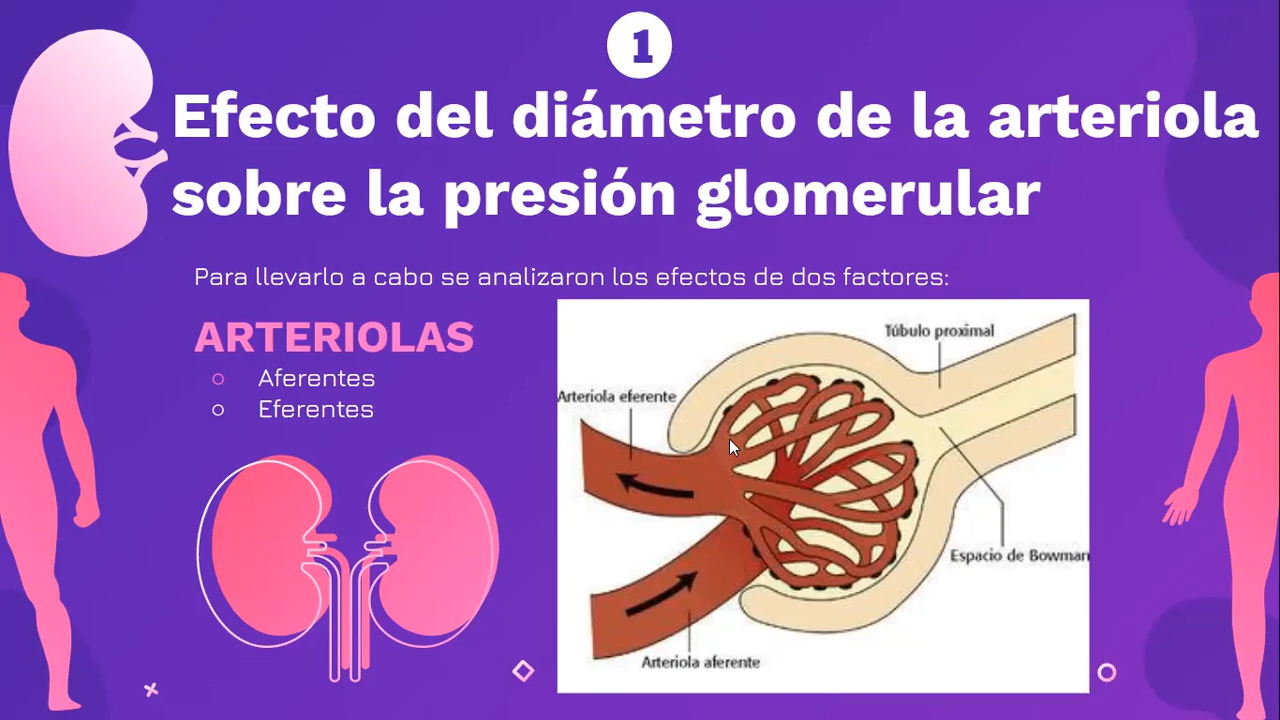 1
Efecto del diámetro de la arteriola
sobre la presión glomerular
Para llevarlo a cabo se analizaron los efectos de dos factores:
ARTERIOLAS
Aferentes
Eferentes
Túbulo proximal
Arteriola eferente
Espacio de Bowman
Arteriola aferente